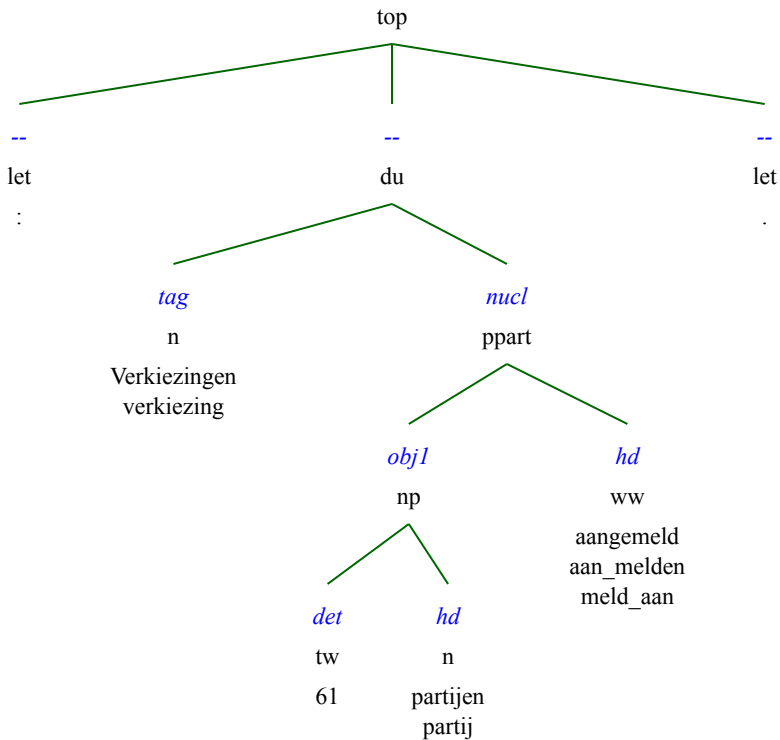 top
-- -- --
let du let
: .
tag nucl
n ppart
Verkiezingen
verkiezing
obj1 hd
np ww
aangemeld
aan_melden
meld_aan
det hd
tw n
61 partijen
partij